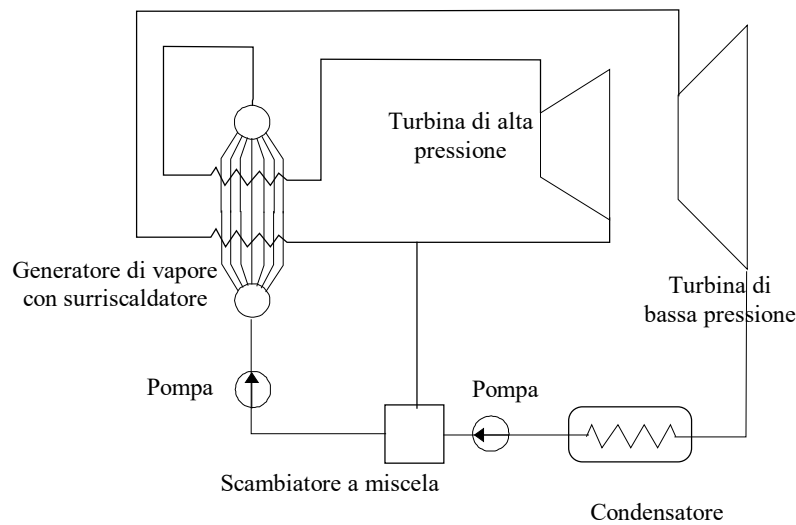 Turbina di alta
pressione
Generatore di vapore
con surriscaldatore
Turbina di
bassa pressione
Pompa
Pompa
Scambiatore a miscela
Condensatore